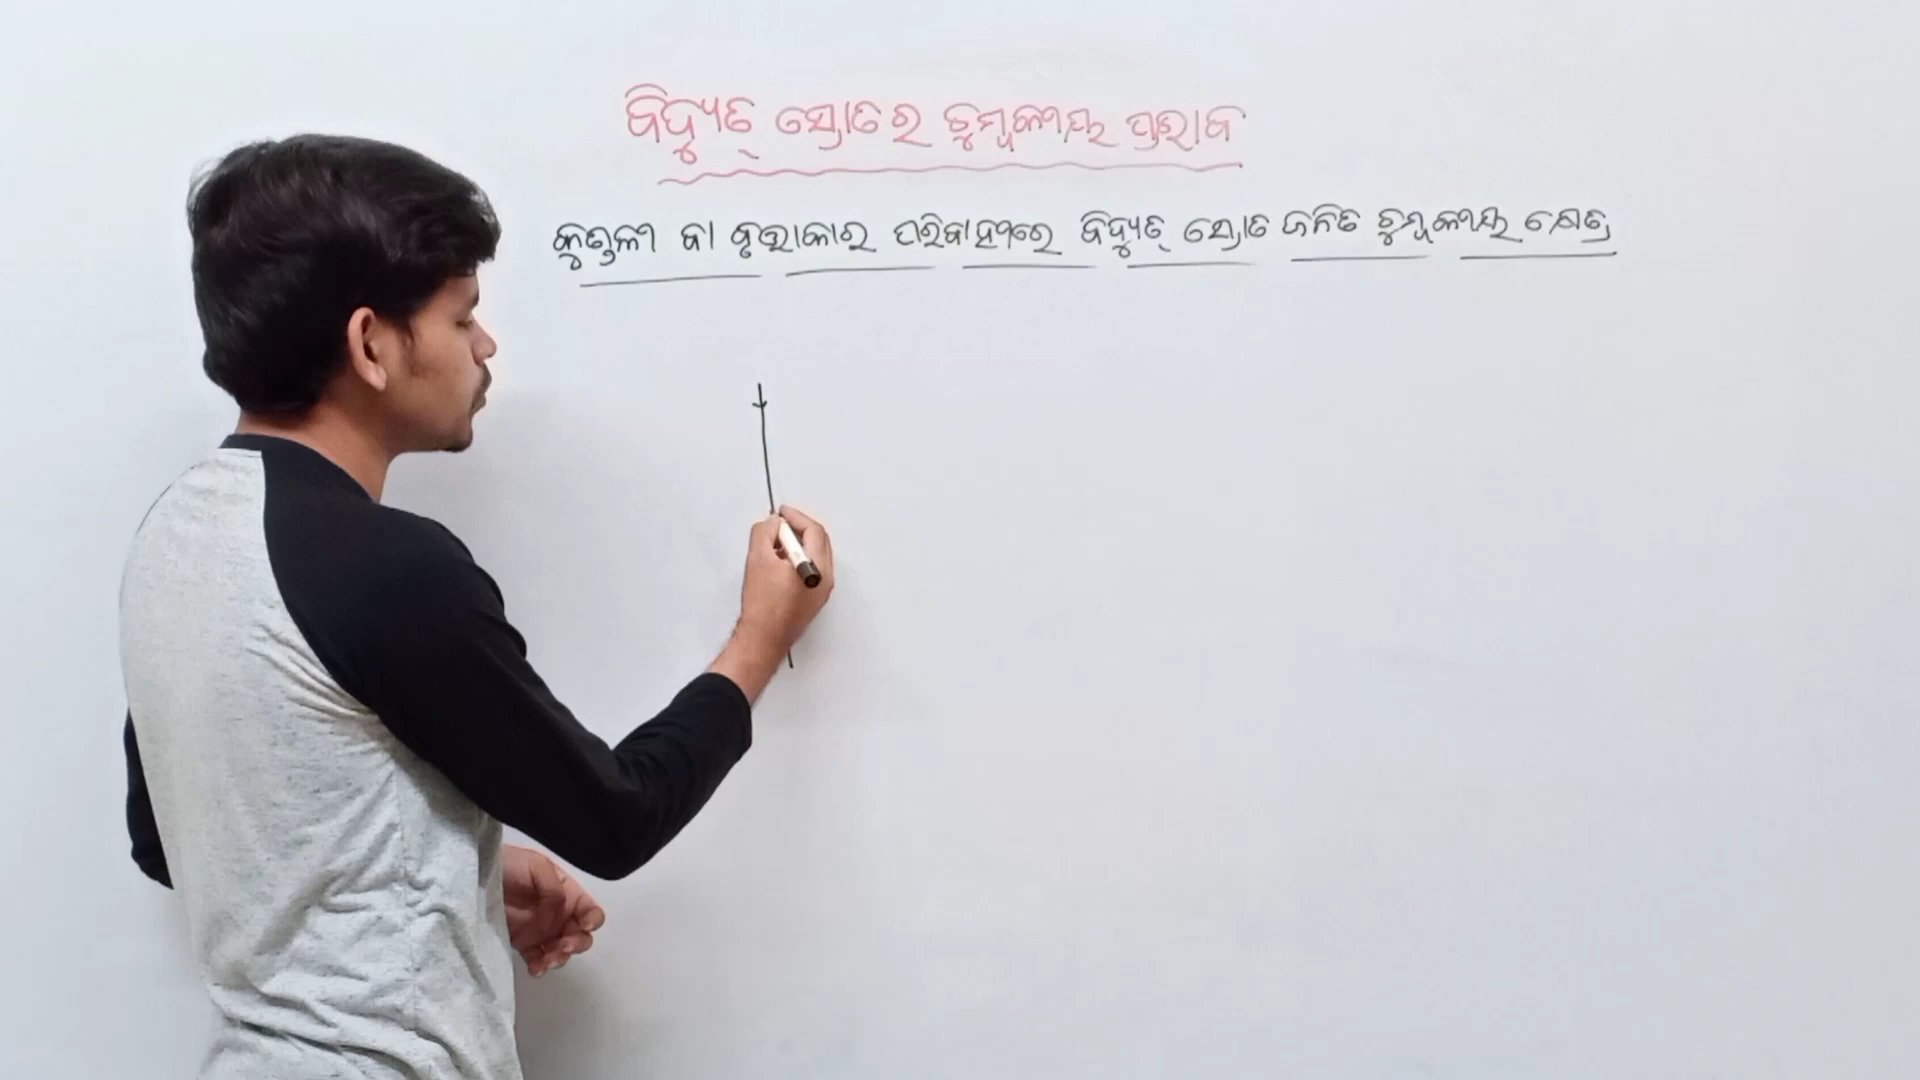 ବିଦ୍ୟୁତ୍ ସ୍ରୋତର ଚୁମ୍ବକୀୟ ପ୍ରଭାବ
କୁଣ୍ଡଳୀ ବା ବୃତ୍ତାକାର ପରିବାହୀରେ ବିଦ୍ୟୁତ୍ ସ୍ରୋତ ଜନିତ ଚୁମ୍ବକୀୟ କ୍ଷେତ୍ର